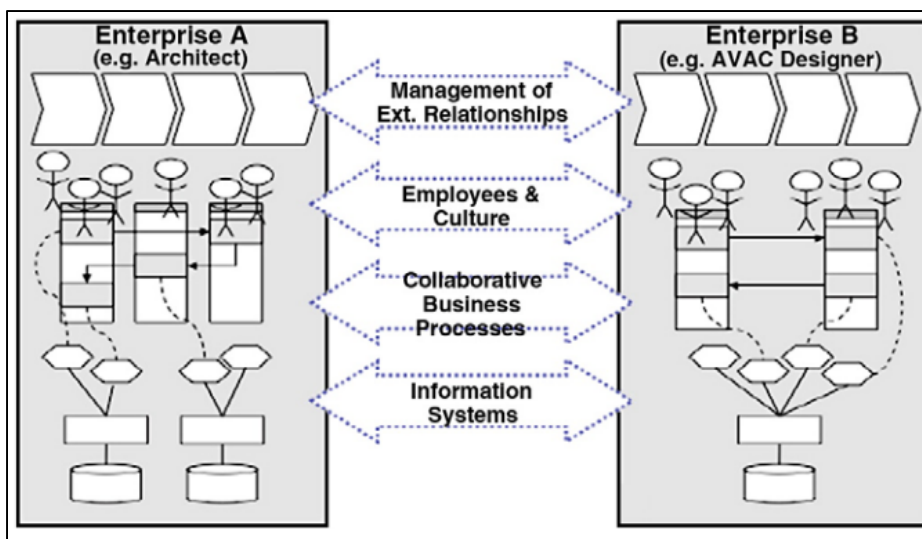 Enterprise A
(e.g. Architect)
Enterprise B
(e.g. AVAC Designer)
Management of
Ext. Relationships
Employees &
Culture
Collaborative
Business
Processes
Information
Systems